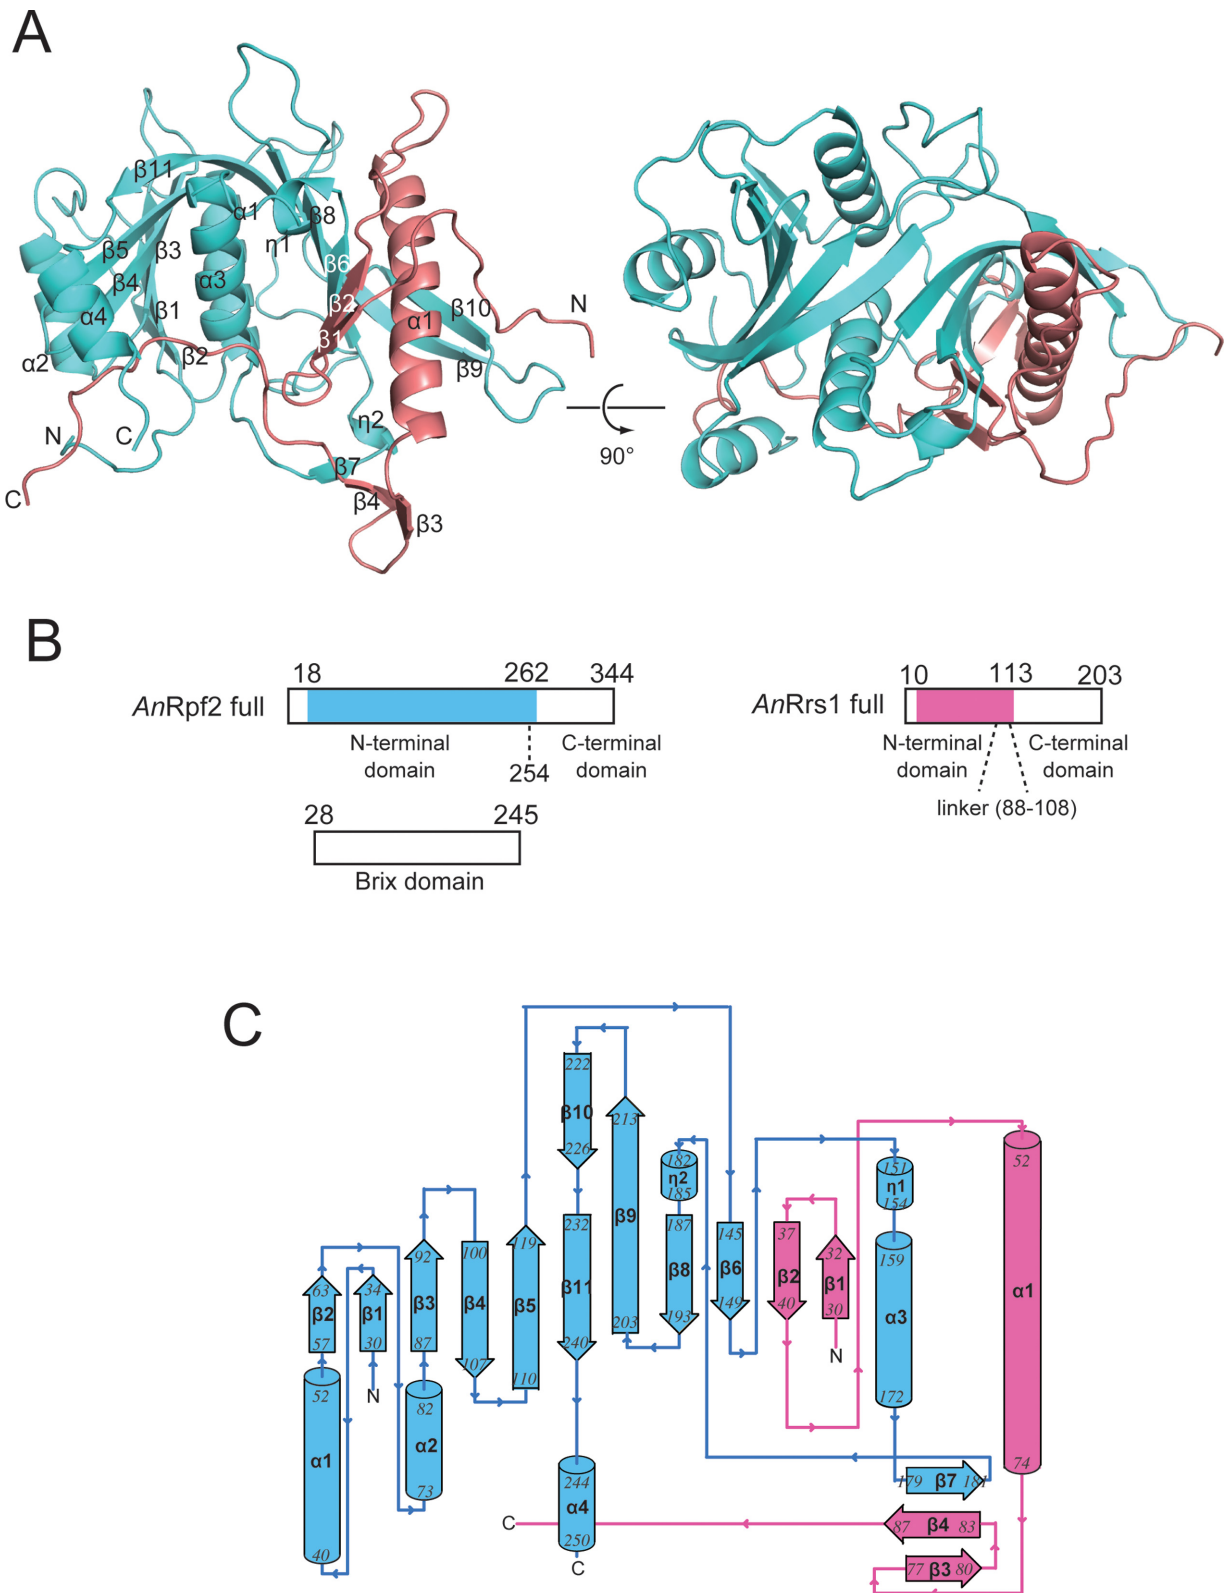 A
β11
α1
β8
η1
β5
β3
β6
β4
α3
β2
β10
N
α4
β1
β1
α1
α2
β2
β9
N
C
η2
90°
β7
C
β4
β3
B
18
262
344
10
113
203
AnRpf2 full
AnRrs1 full
N-terminal
domain
C-terminal
domain
254
N-terminal
domain
C-terminal
domain
linker (88-108)
28
245
Brix domain
C
222
β10
226
213
β9
203
182
η2
185
151
η1
154
52
α1
74
63
β2
57
34
β1
30
N
92
β3
87
100
β4
107
119
β5
110
232
β11
240
187
β8
193
145
β6
149
37
β2
40
32
β1
30
N
159
α3
172
52
α1
40
82
α2
73
244
α4
250
C
C
179
β7
181
87
β4
83
77
β3
80